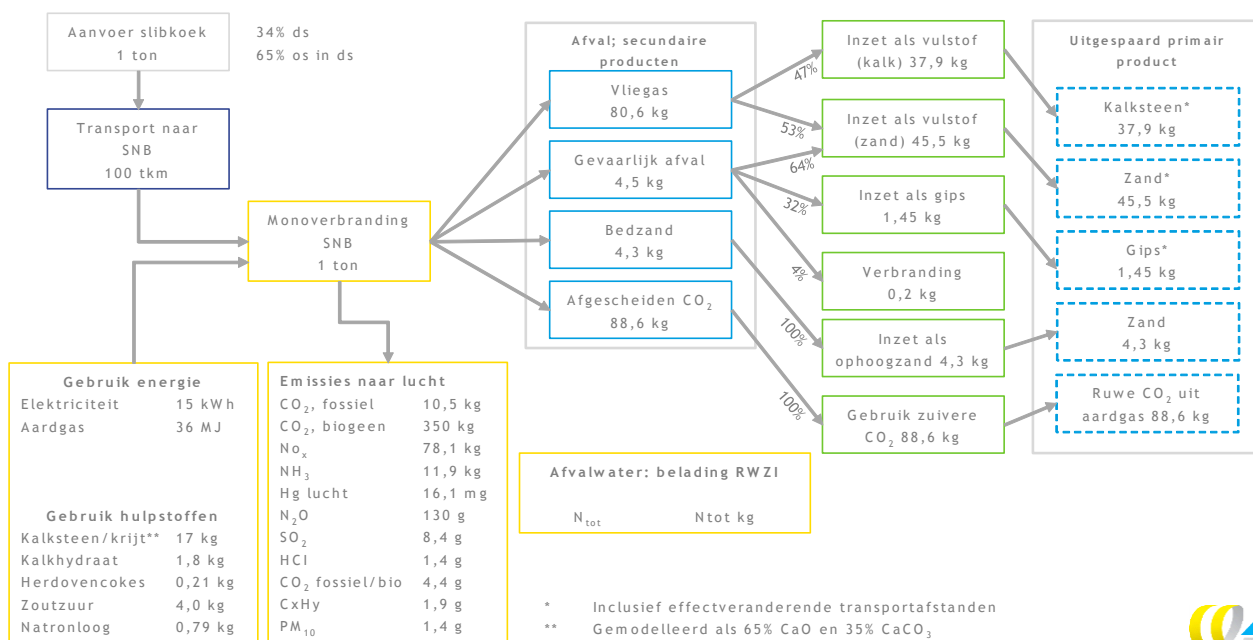 Aanvoer slibkoek
1 ton
34% ds
65% os in ds
Transport naar
SNB
100 tkm
Monoverbranding
SNB
1 ton
Afval; secundaire
producten
Vliegas
80,6 kg
Gevaarlijk afval
4,5 kg
Bedzand
4,3 kg
Afgescheiden CO₂
88,6 kg
47%
53%
64%
32%
4%
100%
100%
Inzet als vulstof
(kalk) 37,9 kg
Inzet als vulstof
(zand) 45,5 kg
Inzet als gips
1,45 kg
Verbranding
0,2 kg
Inzet als
ophoogzand 4,3 kg
Gebruik zuivere
CO₂ 88,6 kg
Uitgespaard primair
product
Kalksteen*
37,9 kg
Zand*
45,5 kg
Gips*
1,45 kg
Zand
4,3 kg
Ruwe CO₂ uit
aardgas 88,6 kg
Gebruik energie
Elektriciteit 15 kWh
Aardgas 36 MJ
Gebruik hulpstoffen
Kalksteen/krijt** 17 kg
Kalkhydraat 1,8 kg
Herdovencokes 0,21 kg
Zoutzuur 4,0 kg
Natronloog 0,79 kg
Emissies naar lucht
CO₂, fossiel 10,5 kg
CO₂, biogeen 350 kg
Noₓ 78,1 kg
NH₃ 11,9 kg
Hg lucht 16,1 mg
N₂O 130 g
SO₂ 8,4 g
HCl 1,4 g
CO₂ fossiel/bio 4,4 g
CxHy 1,9 g
PM₁₀ 1,4 g
Afvalwater: belading RWZI
Nₜₒₜ Ntot kg
* Inclusief effectveranderende transportafstanden
** Gemodelleerd als 65% CaO en 35% CaCO₃